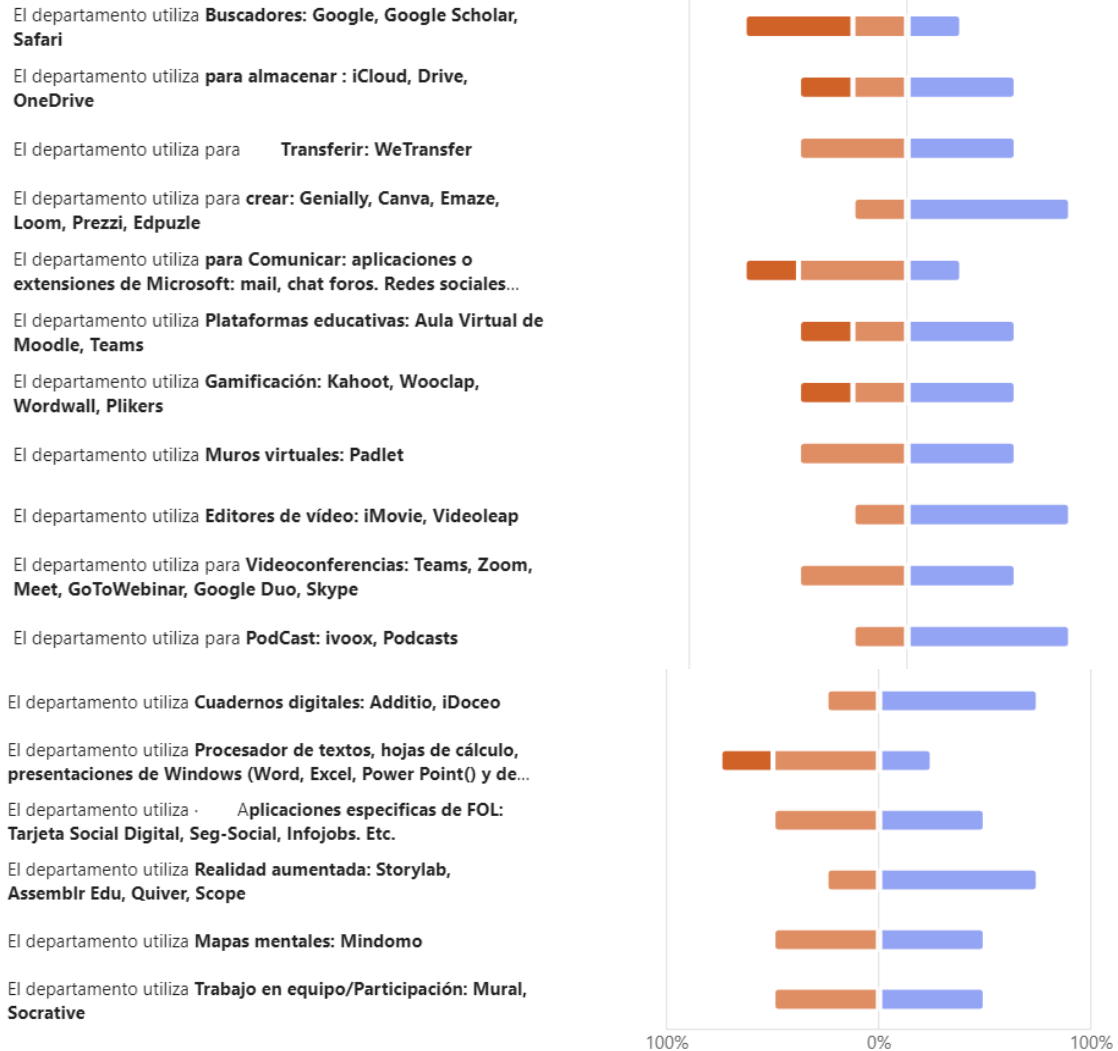 El departamento utiliza Buscadores: Google, Google Scholar,
Safari
El departamento utiliza para almacenar : iCloud, Drive,
OneDrive
El departamento utiliza para Transferir: WeTransfer
El departamento utiliza para crear: Genially, Canva, Emaze,
Loom, Prezzi, Edpuzle
El departamento utiliza para Comunicar: aplicaciones o
extensiones de Microsoft: mail, chat foros. Redes sociales...
El departamento utiliza Plataformas educativas: Aula Virtual de
Moodle, Teams
El departamento utiliza Gamificación: Kahoot, Wooclap,
Wordwall, Plikers
El departamento utiliza Muros virtuales: Padlet
El departamento utiliza Editores de vídeo: iMovie, Videoleap
El departamento utiliza para Videoconferencias: Teams, Zoom,
Meet, GoToWebinar, Google Duo, Skype
El departamento utiliza para PodCast: ivoox, Podcasts
El departamento utiliza Cuadernos digitales: Additio, iDoceo
El departamento utiliza Procesador de textos, hojas de cálculo,
presentaciones de Windows (Word, Excel, Power Point() y de...
El departamento utiliza · Aplicaciones especificas de FOL:
Tarjeta Social Digital, Seg-Social, Infojobs. Etc.
El departamento utiliza Realidad aumentada: Storylab,
Assemblr Edu, Quiver, Scope
El departamento utiliza Mapas mentales: Mindomo
El departamento utiliza Trabajo en equipo/Participación: Mural,
Socrative
100% 0% 100%